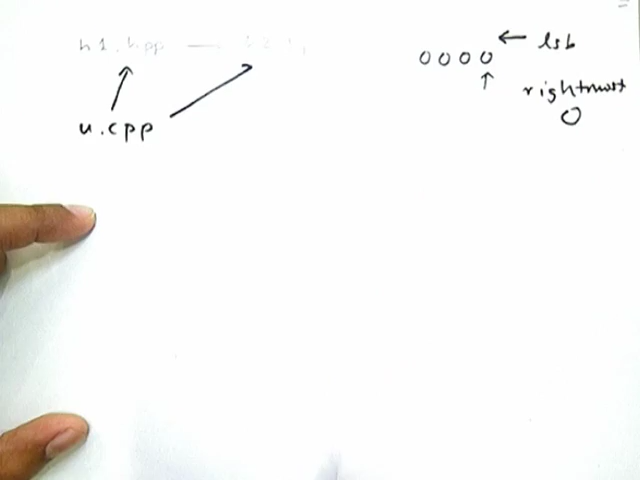 h1.hpp
u.cpp
0000 ← lsb
↑
rightmost
0